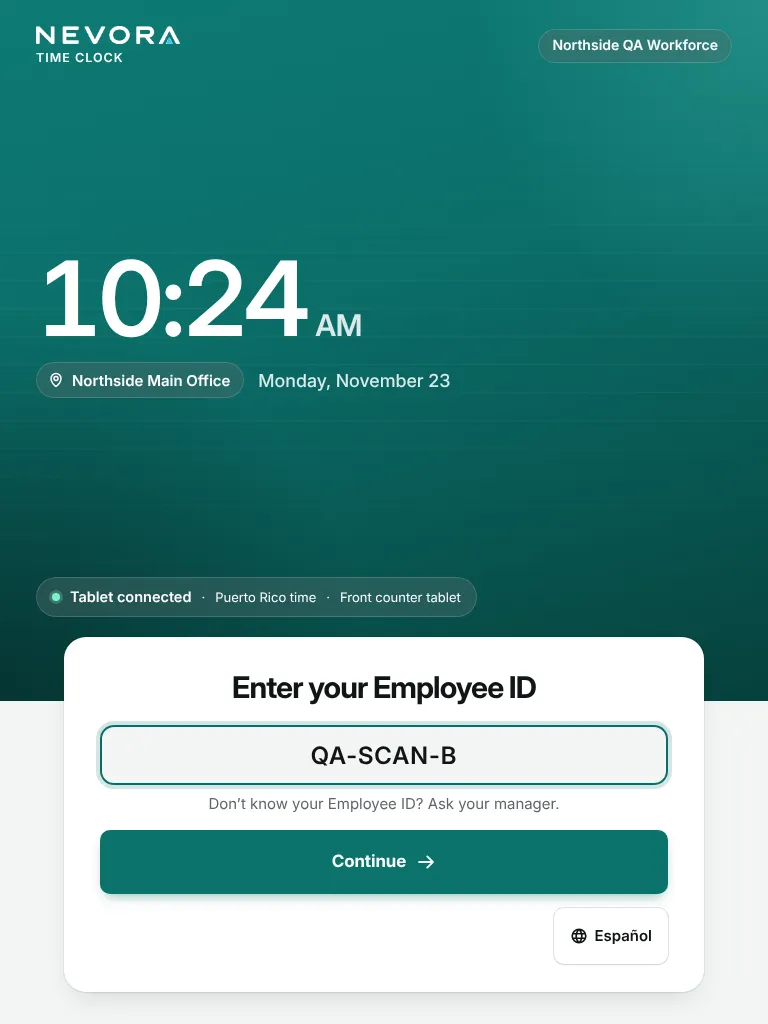 NEVORA
TIME CLOCK
Northside QA Workforce
10:24 AM
Northside Main Office
Monday, November 23
Tablet connected · Puerto Rico time · Front counter tablet
Enter your Employee ID
QA-SCAN-B
Don’t know your Employee ID? Ask your manager.
Continue →
Español